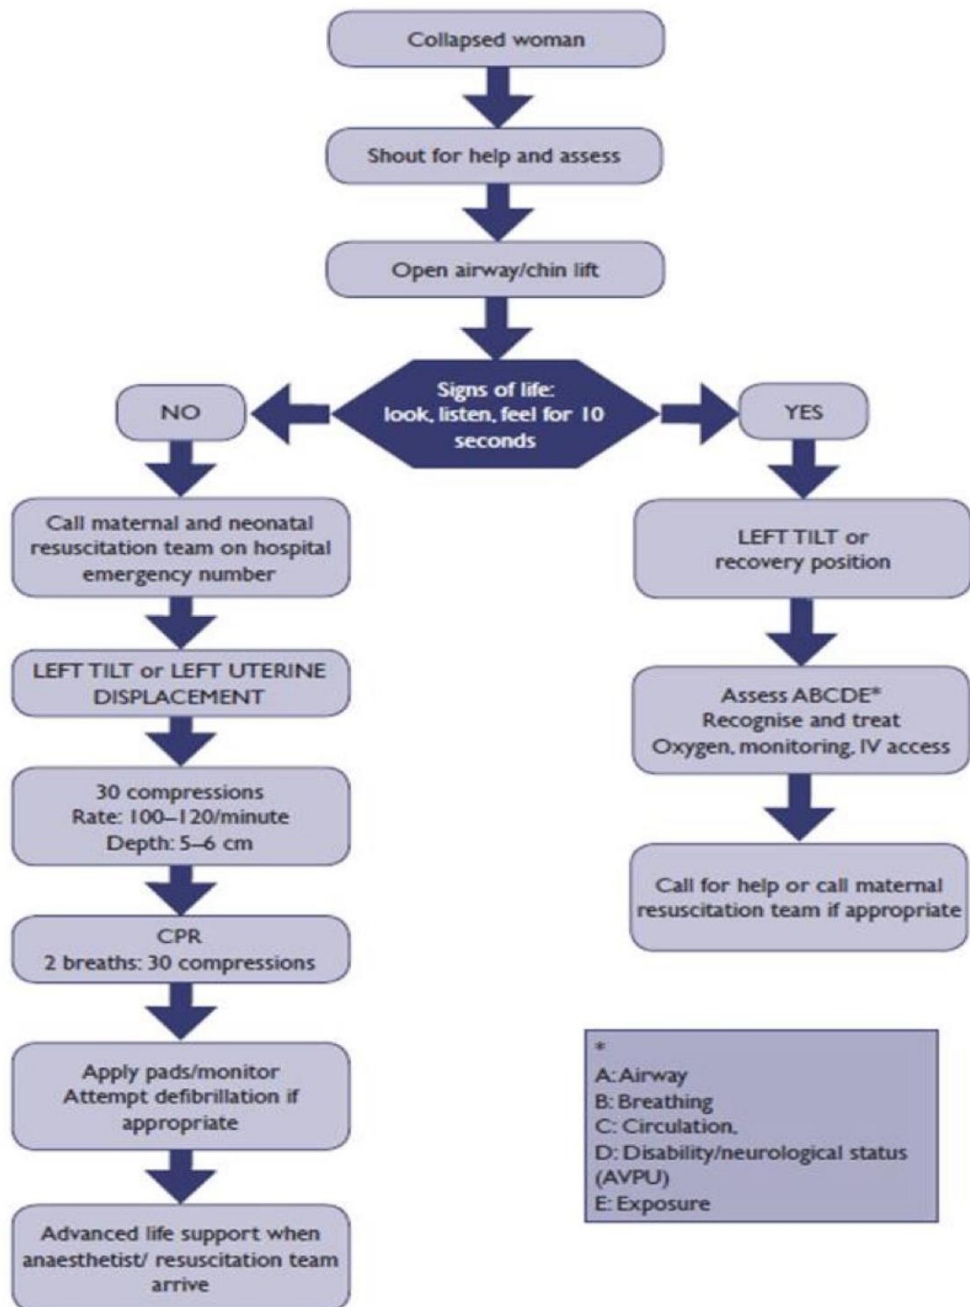 Collapsed woman
Shout for help and assess
Open airway/chin lift
Signs of life:
look, listen, feel for 10
seconds
NO
YES
Call maternal and neonatal
resuscitation team on hospital
emergency number
LEFT TILT or LEFT UTERINE
DISPLACEMENT
30 compressions
Rate: 100–120/minute
Depth: 5–6 cm
CPR
2 breaths: 30 compressions
Apply pads/monitor
Attempt defibrillation if
appropriate
Advanced life support when
anaesthetist/ resuscitation team
arrive
LEFT TILT or
recovery position
Assess ABCDE*
Recognise and treat
Oxygen, monitoring, IV access
Call for help or call maternal
resuscitation team if appropriate
*
A: Airway
B: Breathing
C: Circulation,
D: Disability/neurological status
(AVPU)
E: Exposure